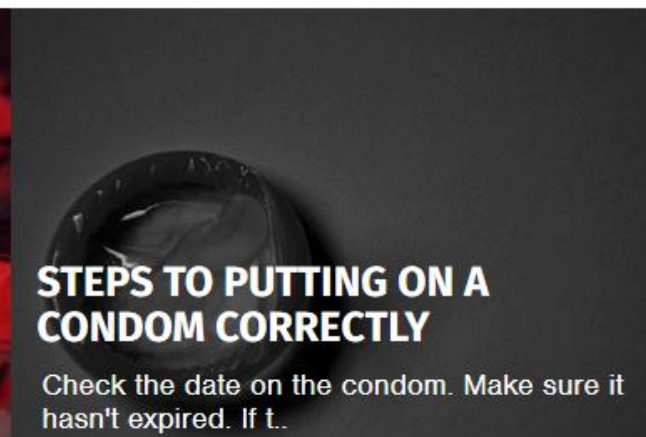 STEPS TO PUTTING ON A
CONDOM CORRECTLY
Check the date on the condom. Make sure it
hasn't expired. If t..